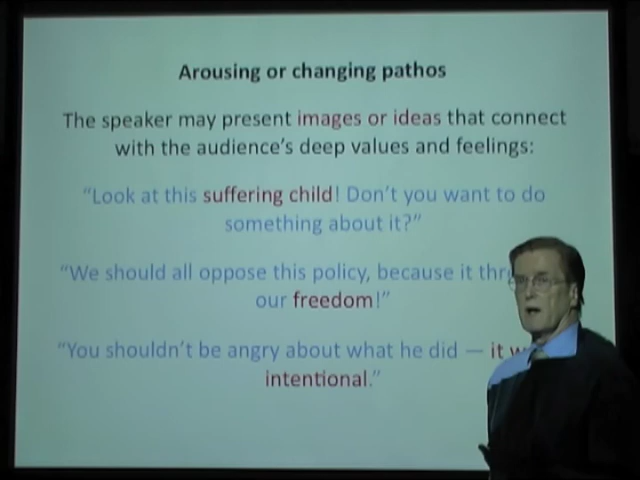 Arousing or changing pathos
The speaker may present images or ideas that connect
with the audience's deep values and feelings:
“Look at this suffering child! Don't you want to do
something about it?”
“We should all oppose this policy, because it
our freedom!”
“You shouldn't be angry about what he did — it
intentional.”